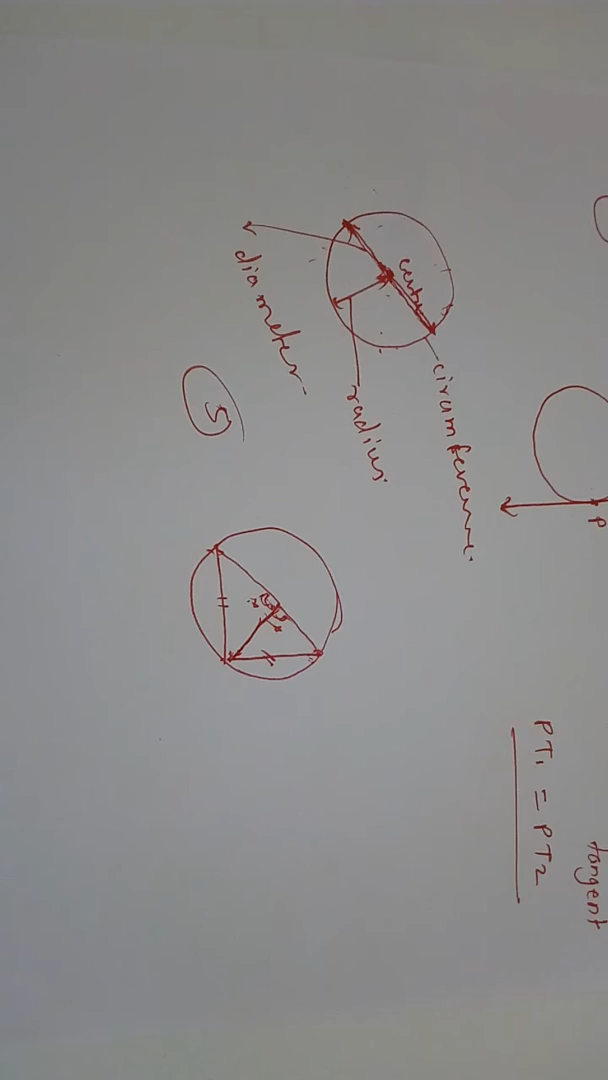 centre
diameter
radius
circumference
5
P
x x
PT₁ = PT₂
tangent